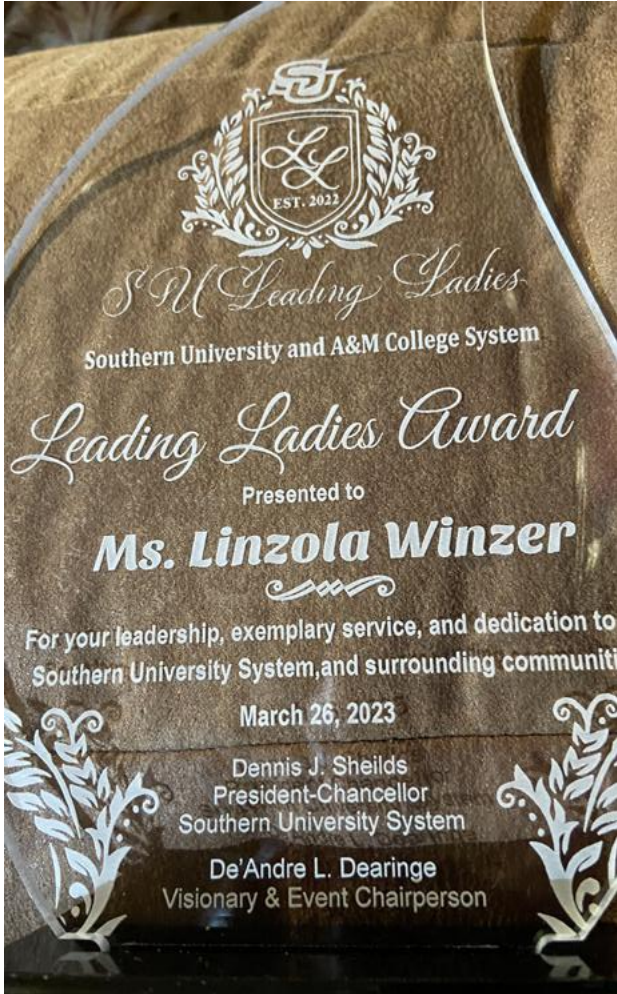 SU
LL
EST. 2022
SU Leading Ladies
Southern University and A&M College System
Leading Ladies Award
Presented to
Ms. Linzola Winzer
For your leadership, exemplary service, and dedication to
Southern University System,and surrounding communiti
March 26, 2023
Dennis J. Sheilds
President-Chancellor
Southern University System
De'Andre L. Dearinge
Visionary & Event Chairperson